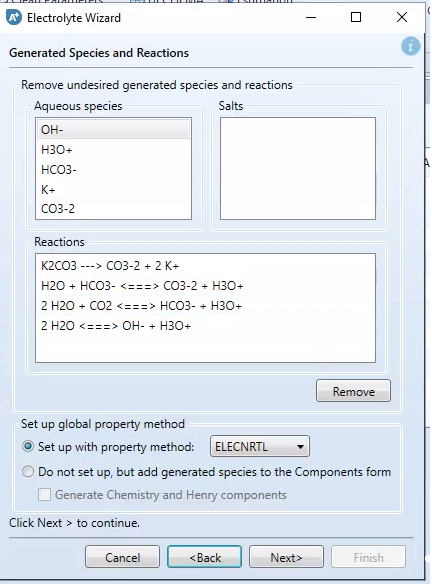 Electrolyte Wizard
Generated Species and Reactions
Remove undesired generated species and reactions
Aqueous species
Salts
OH-
H3O+
HCO3-
K+
CO3-2
Reactions
K2CO3 ---> CO3-2 + 2 K+
H2O + HCO3- <===> CO3-2 + H3O+
2 H2O + CO2 <===> HCO3- + H3O+
2 H2O <===> OH- + H3O+
Remove
Set up global property method
Set up with property method: ELECNRTL
Do not set up, but add generated species to the Components form
Generate Chemistry and Henry components
Click Next > to continue.
Cancel <Back Next> Finish